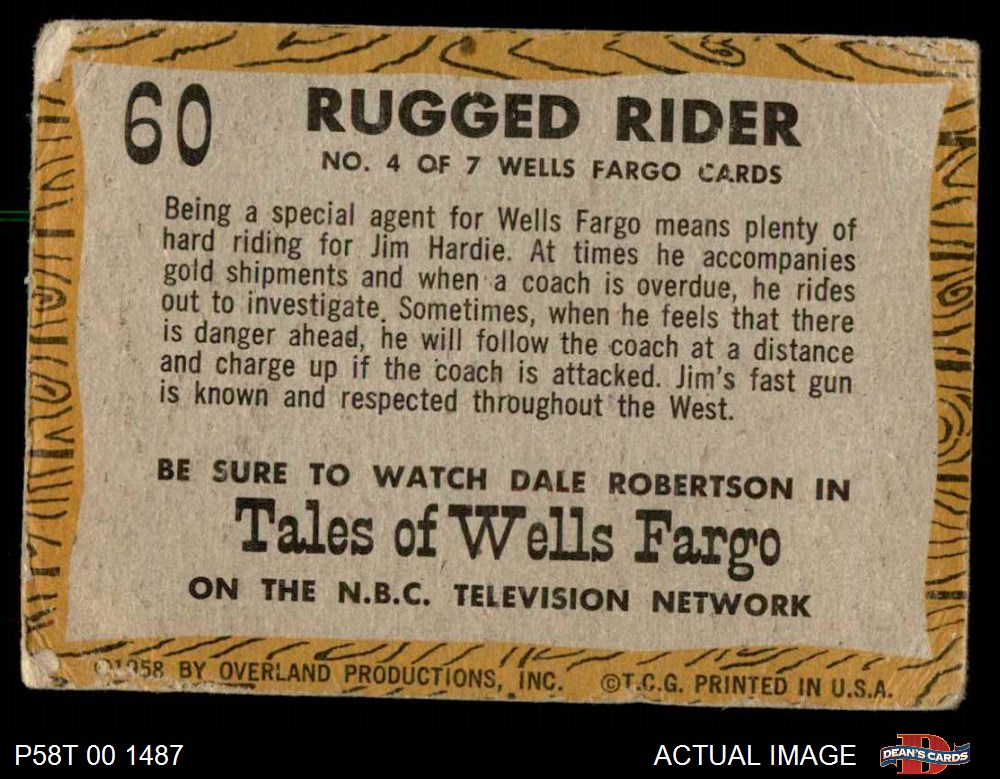 60
RUGGED RIDER
NO. 4 OF 7 WELLS FARGO CARDS
Being a special agent for Wells Fargo means plenty of
hard riding for Jim Hardie. At times he accompanies
gold shipments and when a coach is overdue, he rides
out to investigate. Sometimes, when he feels that there
is danger ahead, he will follow the coach at a distance
and charge up if the coach is attacked. Jim's fast gun
is known and respected throughout the West.
BE SURE TO WATCH DALE ROBERTSON IN
Tales of Wells Fargo
ON THE N.B.C. TELEVISION NETWORK
©1958 BY OVERLAND PRODUCTIONS, INC. ©T.C.G. PRINTED IN U.S.A.
P58T 00 1487 ACTUAL IMAGE DEAN'S CARDS